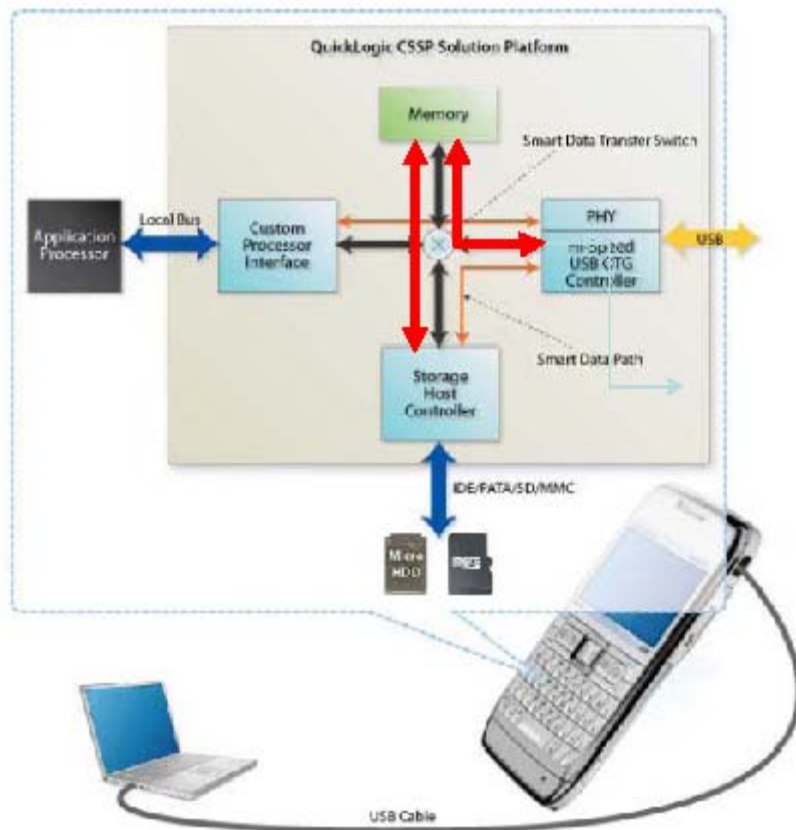 QuickLogic CSSP Solution Platform
Memory
Smart Data Transfer Switch
Local Bus
Application
Processor
Custom
Processor
Interface
PHY
USB OTG
Controller
USB
Smart Data Path
Storage
Host
Controller
IDE/PATA/SD/MMC
Micro
HDD
USB Cable